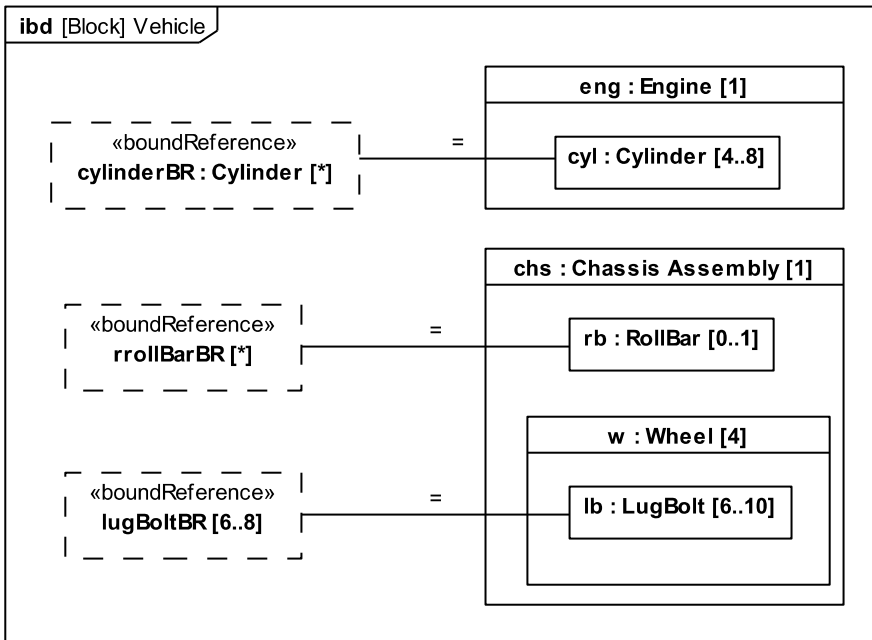 ibd [Block] Vehicle
eng : Engine [1]
«boundReference»
cylinderBR : Cylinder [*]
=
cyl : Cylinder [4..8]
chs : Chassis Assembly [1]
«boundReference»
rrollBarBR [*]
=
rb : RollBar [0..1]
w : Wheel [4]
«boundReference»
lugBoltBR [6..8]
=
lb : LugBolt [6..10]